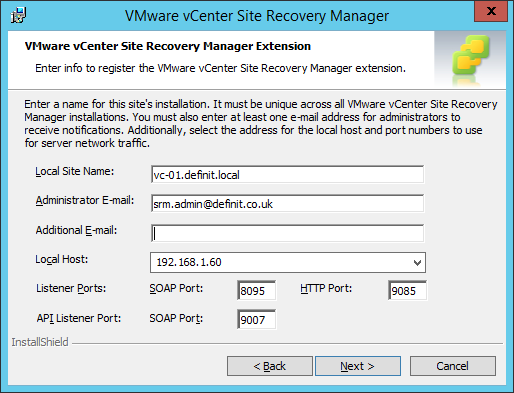 VMware vCenter Site Recovery Manager
x
VMware vCenter Site Recovery Manager Extension
Enter info to register the VMware vCenter Site Recovery Manager extension.
Enter a name for this site's installation. It must be unique across all VMware vCenter Site Recovery
Manager installations. You must also enter at least one e-mail address for administrators to
receive notifications. Additionally, select the address for the local host and port numbers to use
for server network traffic.
Local Site Name: vc-01.definit.local
Administrator E-mail: srm.admin@definit.co.uk
Additional E-mail:
Local Host: 192.168.1.60
Listener Ports: SOAP Port: 8095 HTTP Port: 9085
API Listener Port: SOAP Port: 9007
InstallShield
< Back Next > Cancel